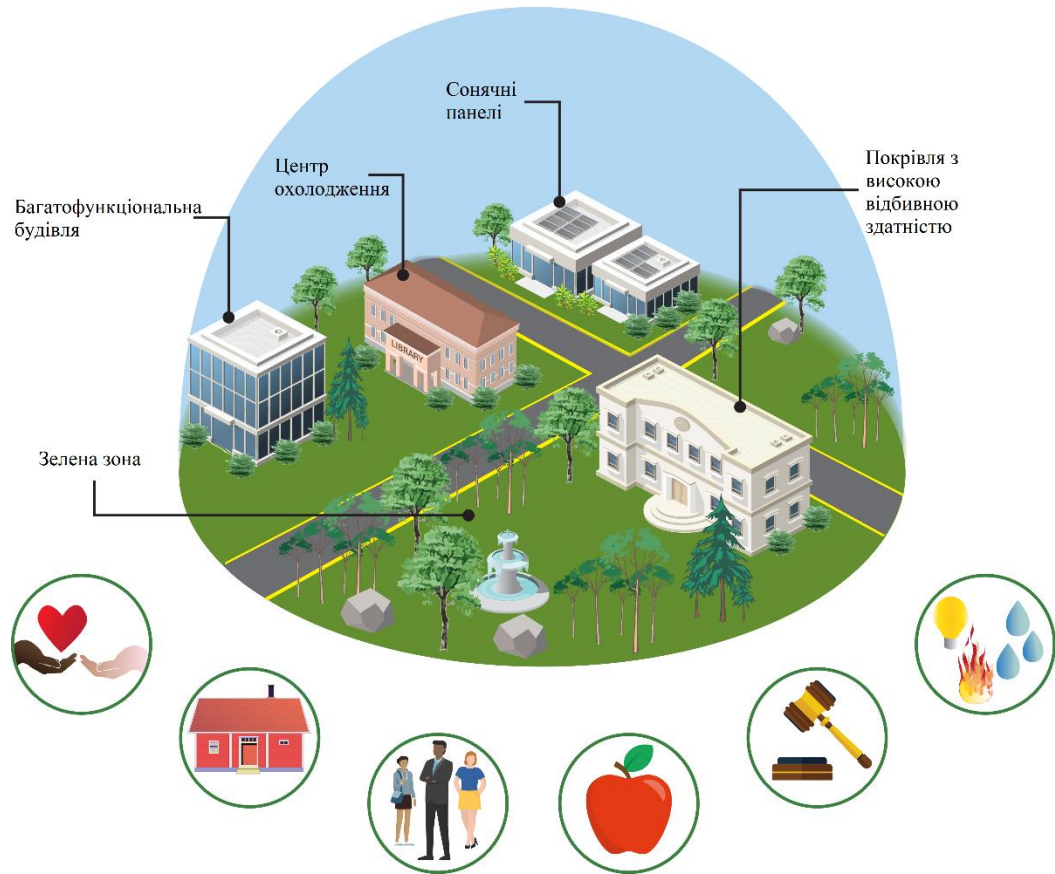 Сонячні
панелі
Центр
охолодження
Покрівля з
високою
відбивною
здатністю
Багатофункціональна
будівля
LIBRARY
Зелена зона